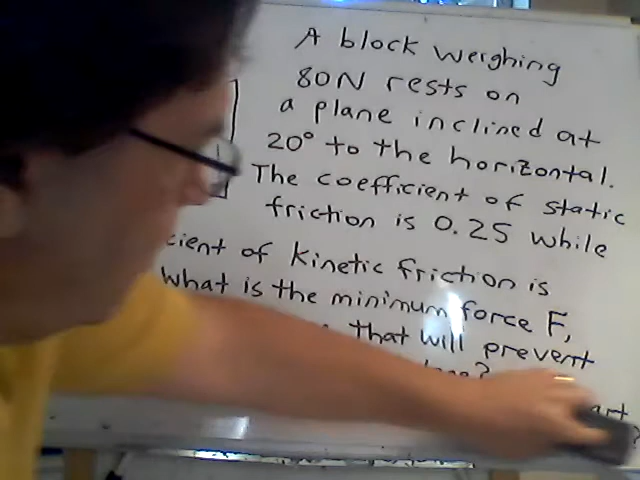 A block weighing
80N rests on
a plane inclined at
20° to the horizontal.
The coefficient of static
friction is 0.25 while
cient of kinetic friction is
What is the minimum force F,
that will prevent
?
art
?